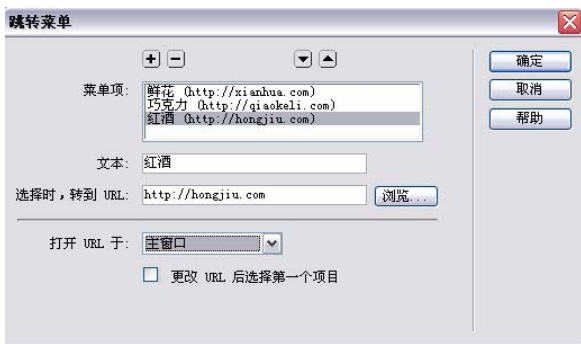 跳转菜单
菜单项:
鲜花 (http://xianhua.com)
巧克力 (http://qiaokeli.com)
红酒 (http://hongjiu.com)
文本: 红酒
选择时,转到 URL: http://hongjiu.com 浏览...
打开 URL 于: 主窗口
更改 URL 后选择第一个项目
确定
取消
帮助